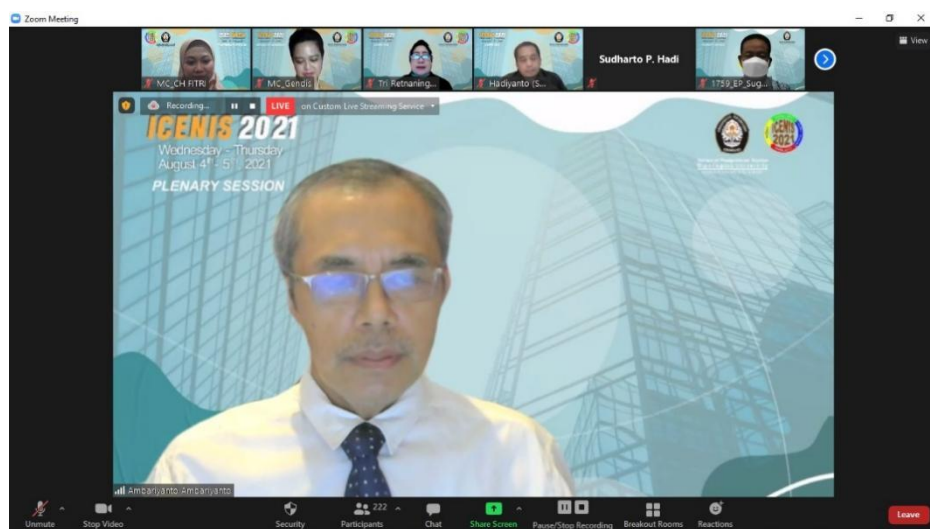 Zoom Meeting
View
MC_CH FITRI
MC_Gendis
Tri Retnaning...
Hadiyanto (S...
Sudharto P. Hadi
1759_EP_Sug...
Recording...
LIVE on Custom Live Streaming Service
ICENIS 2021
Wednesday - Thursday
August 4th - 5th, 2021
PLENARY SESSION
ICENIS
2021
Ambariyanto Ambariyanto
Unmute
Stop Video
Security
222
Participants
Chat
Share Screen
Pause/Stop Recording
Breakout Rooms
Reactions
Leave